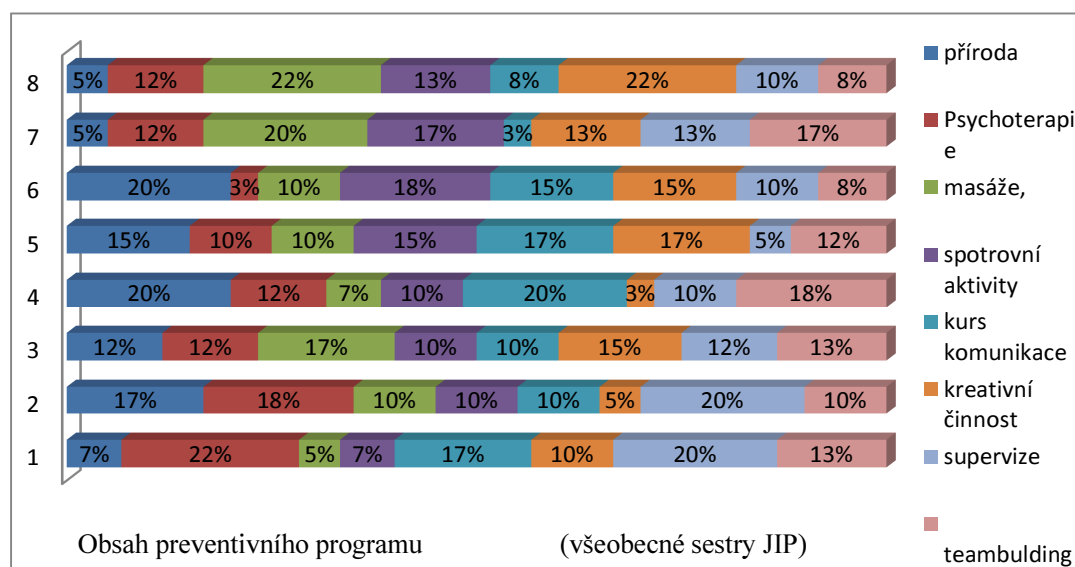 8 5% 12% 22% 13% 8% 22% 10% 8%
7 5% 12% 20% 17% 3% 13% 13% 17%
6 20% 3% 10% 18% 15% 15% 10% 8%
5 15% 10% 10% 15% 17% 17% 5% 12%
4 20% 12% 7% 10% 20% 3% 10% 18%
3 12% 12% 17% 10% 10% 15% 12% 13%
2 17% 18% 10% 10% 10% 5% 20% 10%
1 7% 22% 5% 7% 17% 10% 20% 13%
Obsah preventivního programu (všeobecné sestry JIP)
příroda
Psychoterapi
e
masáže,
spotrovní
aktivity
kurs
komunikace
kreativní
činnost
supervize
teambulding